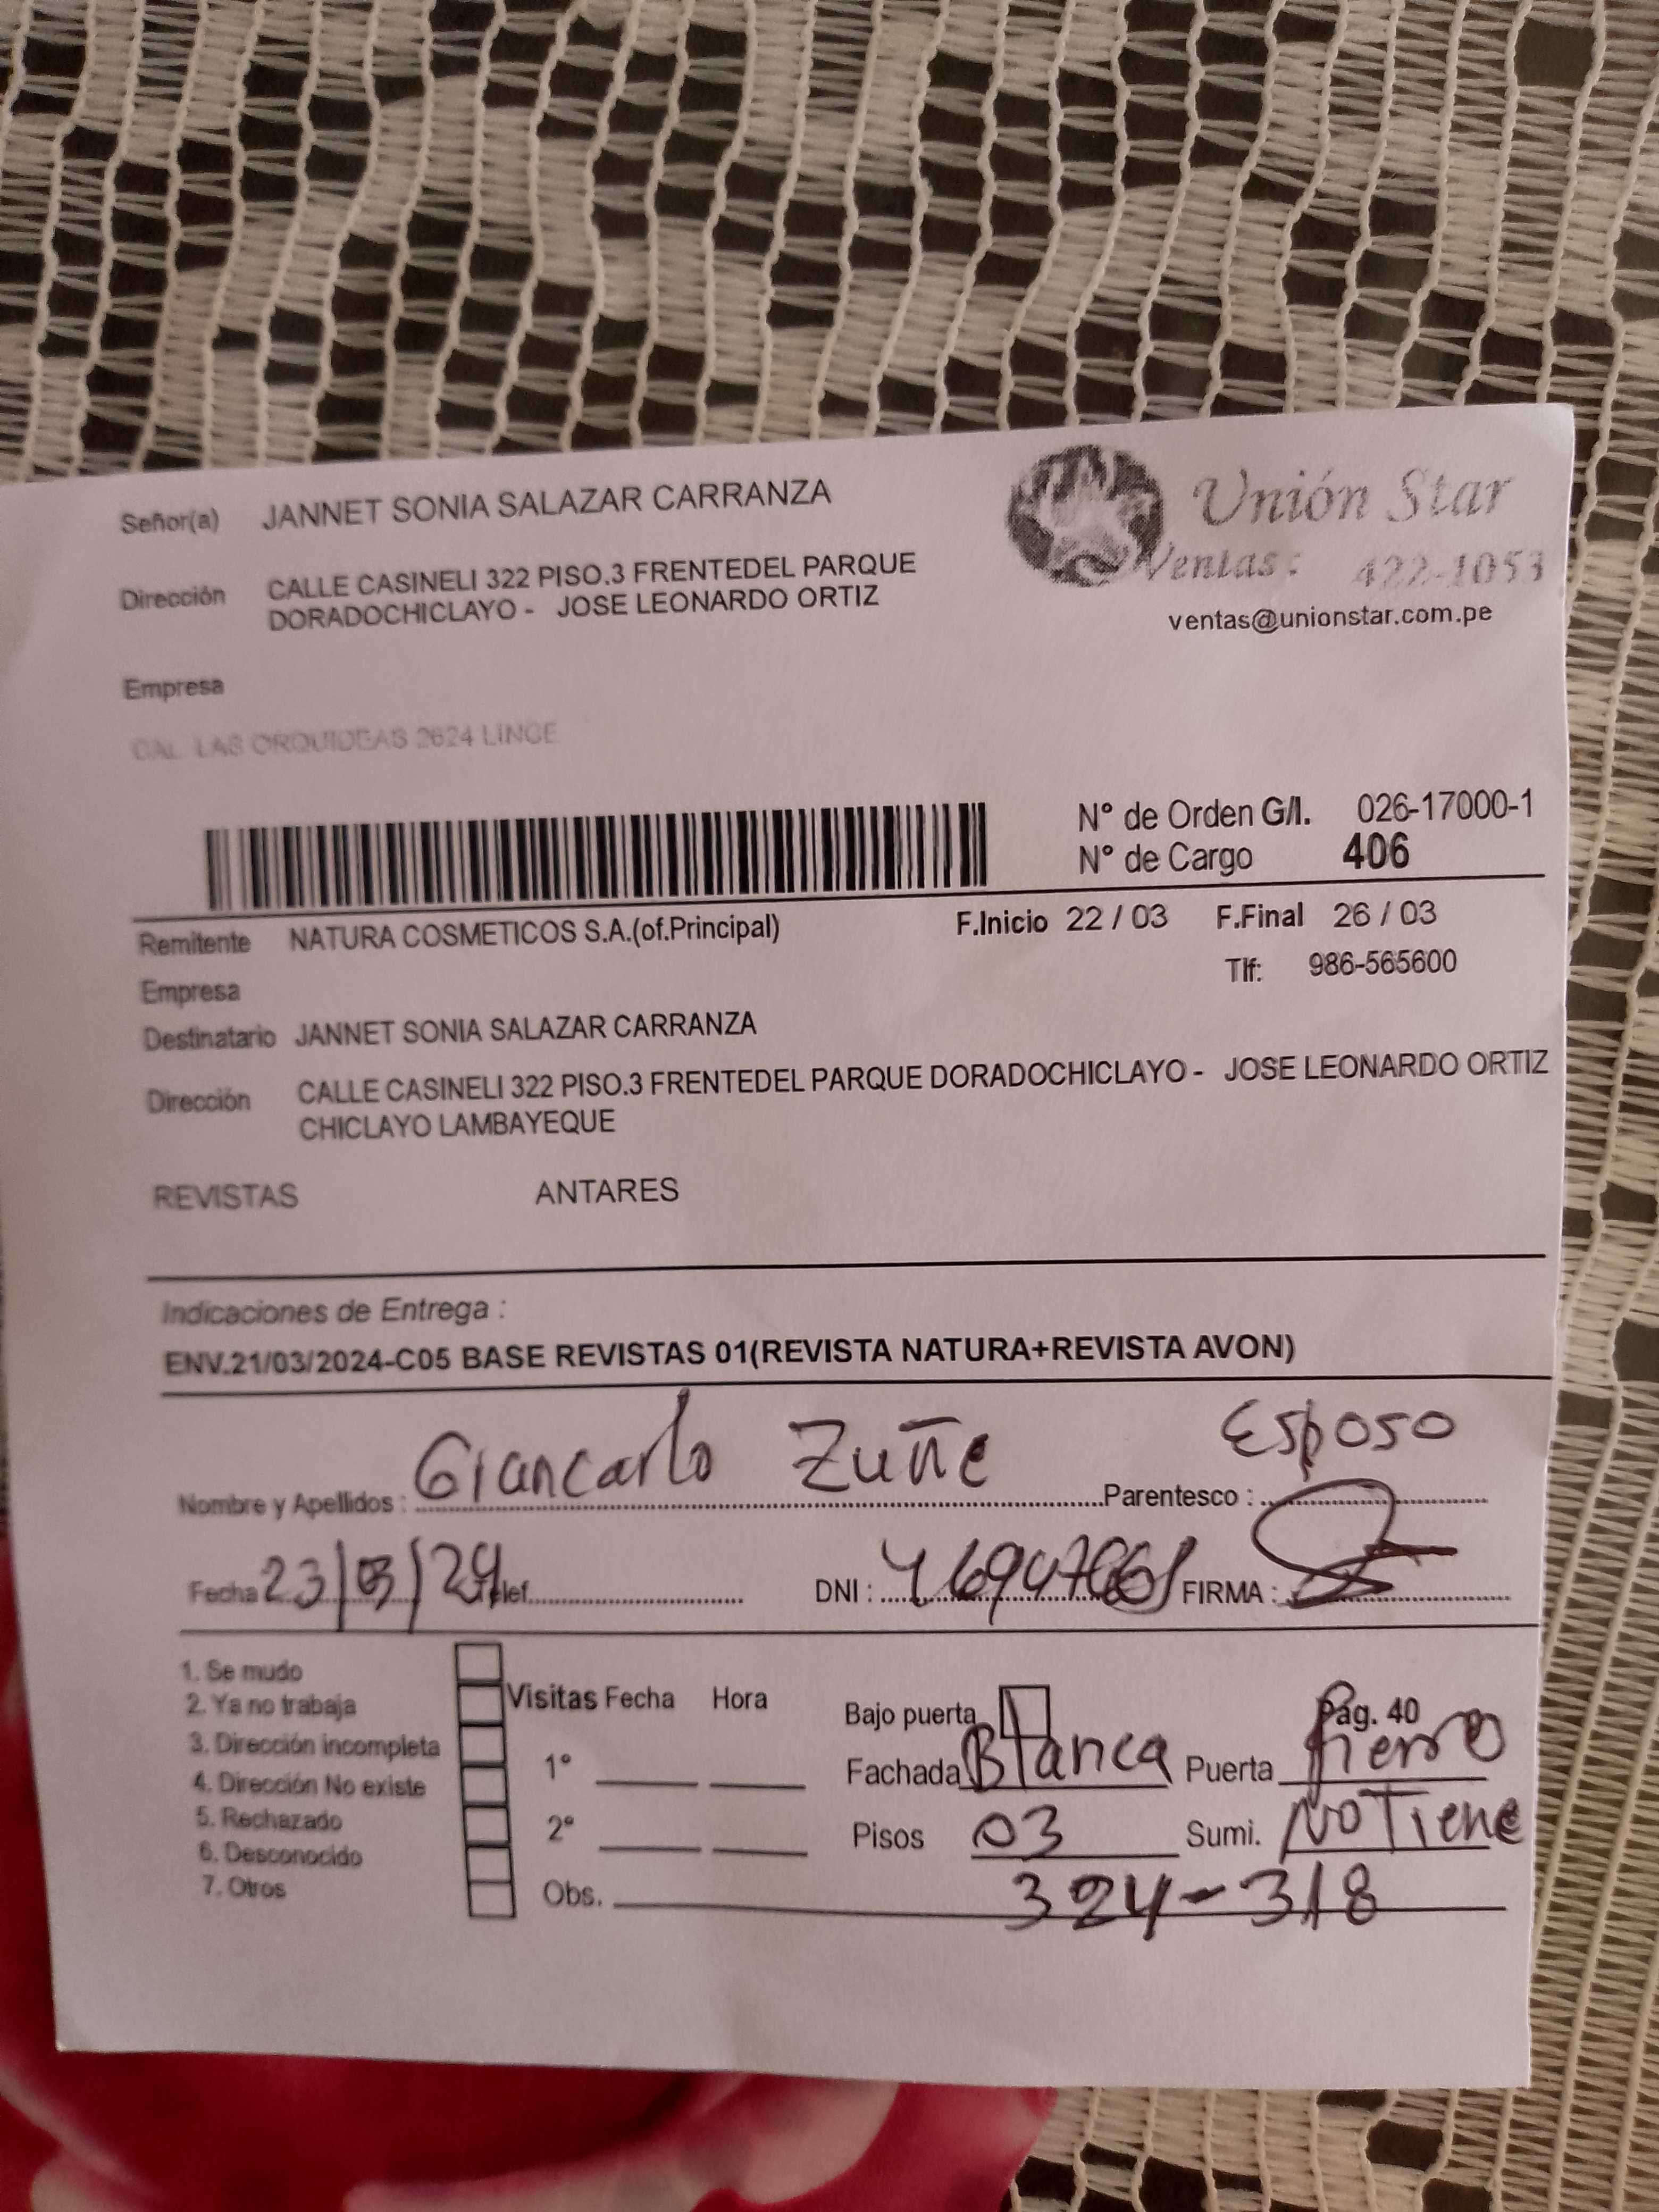 Señor(a) JANNET SONIA SALAZAR CARRANZA
Unión Star
Ventas: 422-1053
ventas@unionstar.com.pe
Dirección CALLE CASINELI 322 PISO.3 FRENTEDEL PARQUE
DORADOCHICLAYO - JOSE LEONARDO ORTIZ
Empresa
CAL LAS ORQUIDEAS 2624 LINCE
N° de Orden G/I. 026-17000-1
N° de Cargo 406
Remitente NATURA COSMETICOS S.A.(of.Principal) F.Inicio 22 / 03 F.Final 26 / 03
Tlf: 986-565600
Empresa
Destinatario JANNET SONIA SALAZAR CARRANZA
Dirección CALLE CASINELI 322 PISO.3 FRENTEDEL PARQUE DORADOCHICLAYO - JOSE LEONARDO ORTIZ
CHICLAYO LAMBAYEQUE
REVISTAS ANTARES
Indicaciones de Entrega :
ENV.21/03/2024-C05 BASE REVISTAS 01(REVISTA NATURA+REVISTA AVON)
Nombre y Apellidos : Giancarlo Zuñe Parentesco : Esposo
Fecha 23/03/24 Telef. DNI : FIRMA :
1. Se mudo
2. Ya no trabaja
3. Dirección incompleta
4. Dirección No existe
5. Rechazado
6. Desconocido
7. Otros
Visitas Fecha Hora
1°
2°
Obs. 324-318
Bajo puerta Pág. 40
Fachada Blanca Puerta fierro
Pisos 03 Sumi. No Tiene